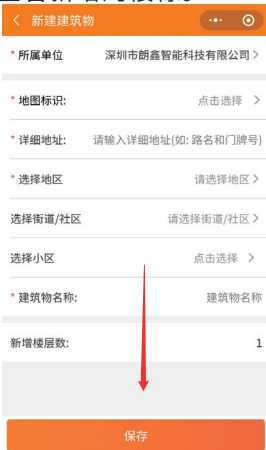 新建建筑物
* 所属单位 深圳市朗鑫智能科技有限公司 >
* 地图标识: 点击选择 >
* 详细地址: 请输入详细地址(如: 路名和门牌号)
* 选择地区 请选择地区 >
选择街道/社区 请选择街道/社区 >
选择小区 点击选择 >
* 建筑物名称: 建筑物名称
新增楼层数: 1
保存